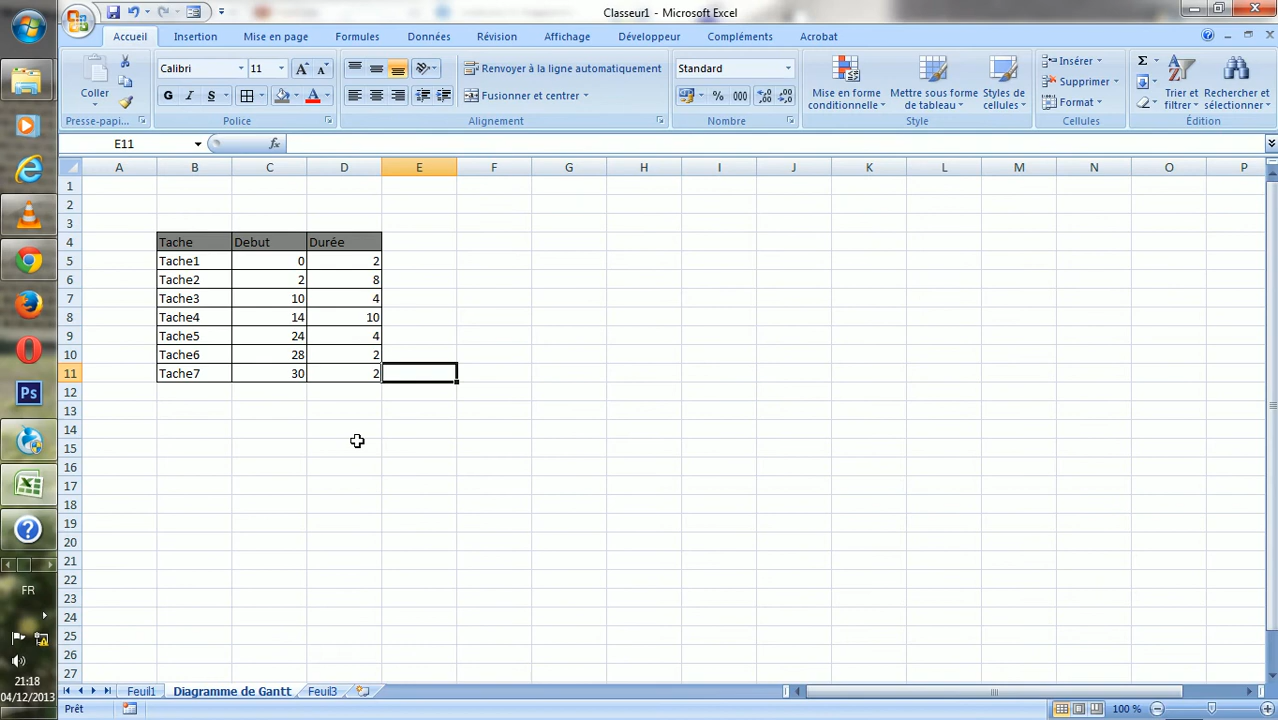 Classeur1 - Microsoft Excel
Accueil Insertion Mise en page Formules Données Révision Affichage Développeur Compléments Acrobat
Coller
Presse-papi...
Calibri 11
G I S
Police
Renvoyer à la ligne automatiquement
Fusionner et centrer
Alignement
Standard
% 000
Nombre
Mise en forme conditionnelle
Mettre sous forme de tableau
Styles de cellules
Style
Insérer
Supprimer
Format
Cellules
Trier et filtrer
Rechercher et sélectionner
Édition
E11 fx
A B C D E F G H I J K L M N O P
1
2
3
4 Tache Debut Durée
5 Tache1 0 2
6 Tache2 2 8
7 Tache3 10 4
8 Tache4 14 10
9 Tache5 24 4
10 Tache6 28 2
11 Tache7 30 2
12
13
14
15
16
17
18
19
20
21
22
23
24
25
26
27
Feuil1 Diagramme de Gantt Feuil3
Prêt
100 %
Ps
FR
21:18
04/12/2013